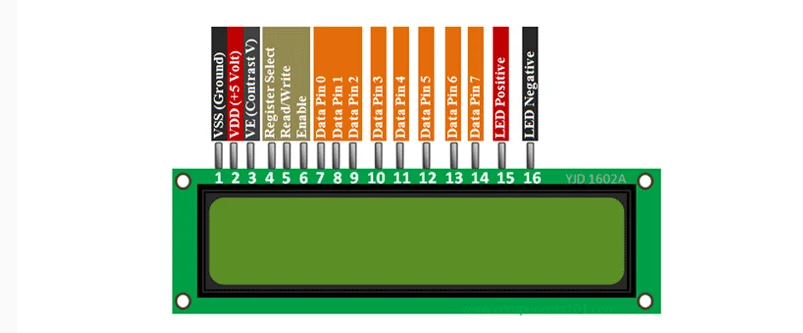 VSS (Ground)
VDD (+5 Volt)
VE (Contrast V)
Register Select
Read/Write
Enable
Data Pin 0
Data Pin 1
Data Pin 2
Data Pin 3
Data Pin 4
Data Pin 5
Data Pin 6
Data Pin 7
LED Positive
LED Negative
1 2 3 4 5 6 7 8 9 10 11 12 13 14 15 16
YJD 1602A